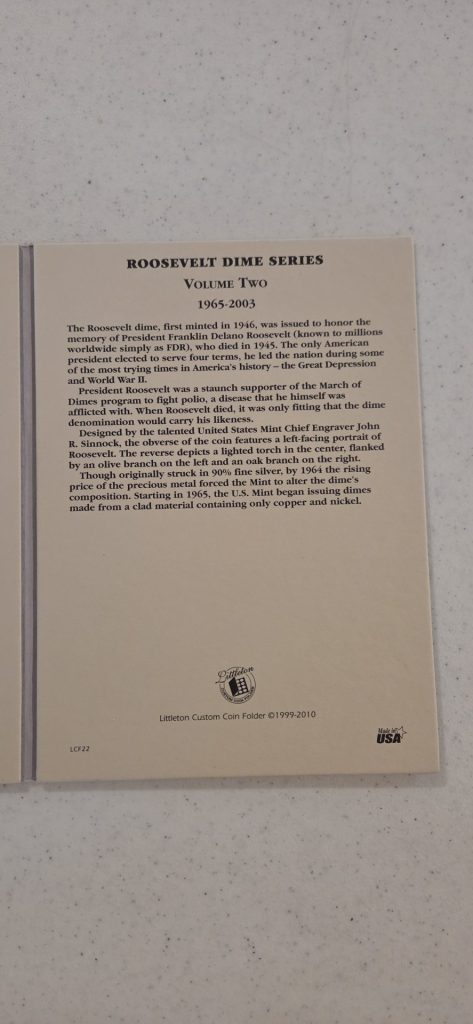 ROOSEVELT DIME SERIES
VOLUME TWO
1965-2003
The Roosevelt dime, first minted in 1946, was issued to honor the
memory of President Franklin Delano Roosevelt (known to millions
worldwide simply as FDR), who died in 1945. The only American
president elected to serve four terms, he led the nation during some
of the most trying times in America's history – the Great Depression
and World War II.
President Roosevelt was a staunch supporter of the March of
Dimes program to fight polio, a disease that he himself was
afflicted with. When Roosevelt died, it was only fitting that the dime
denomination would carry his likeness.
Designed by the talented United States Mint Chief Engraver John
R. Sinnock, the obverse of the coin features a left-facing portrait of
Roosevelt. The reverse depicts a lighted torch in the center, flanked
by an olive branch on the left and an oak branch on the right.
Though originally struck in 90% fine silver, by 1964 the rising
price of the precious metal forced the Mint to alter the dime's
composition. Starting in 1965, the U.S. Mint began issuing dimes
made from a clad material containing only copper and nickel.
Littleton
CUSTOM COIN FOLDER
Littleton Custom Coin Folder ©1999-2010
Made in
USA
LCF22